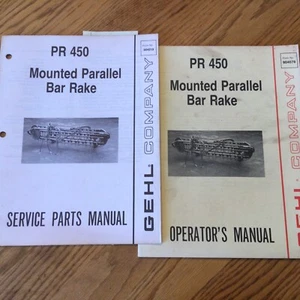 PR 450
Mounted Parallel
Bar Rake
SERVICE PARTS MANUAL
GEHL COMPANY
PR 450
Mounted Parallel
Bar Rake
OPERATOR'S MANUAL
GEHL COMPANY